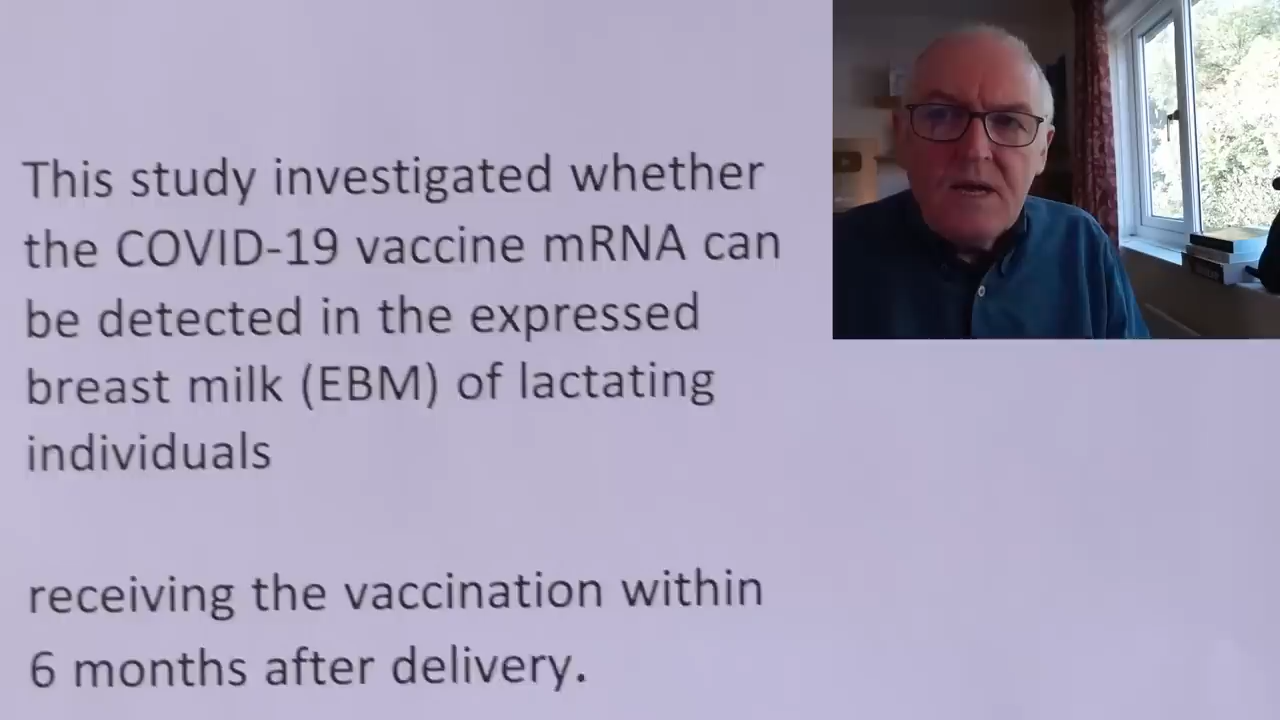 This study investigated whether
the COVID-19 vaccine mRNA can
be detected in the expressed
breast milk (EBM) of lactating
individuals
receiving the vaccination within
6 months after delivery.